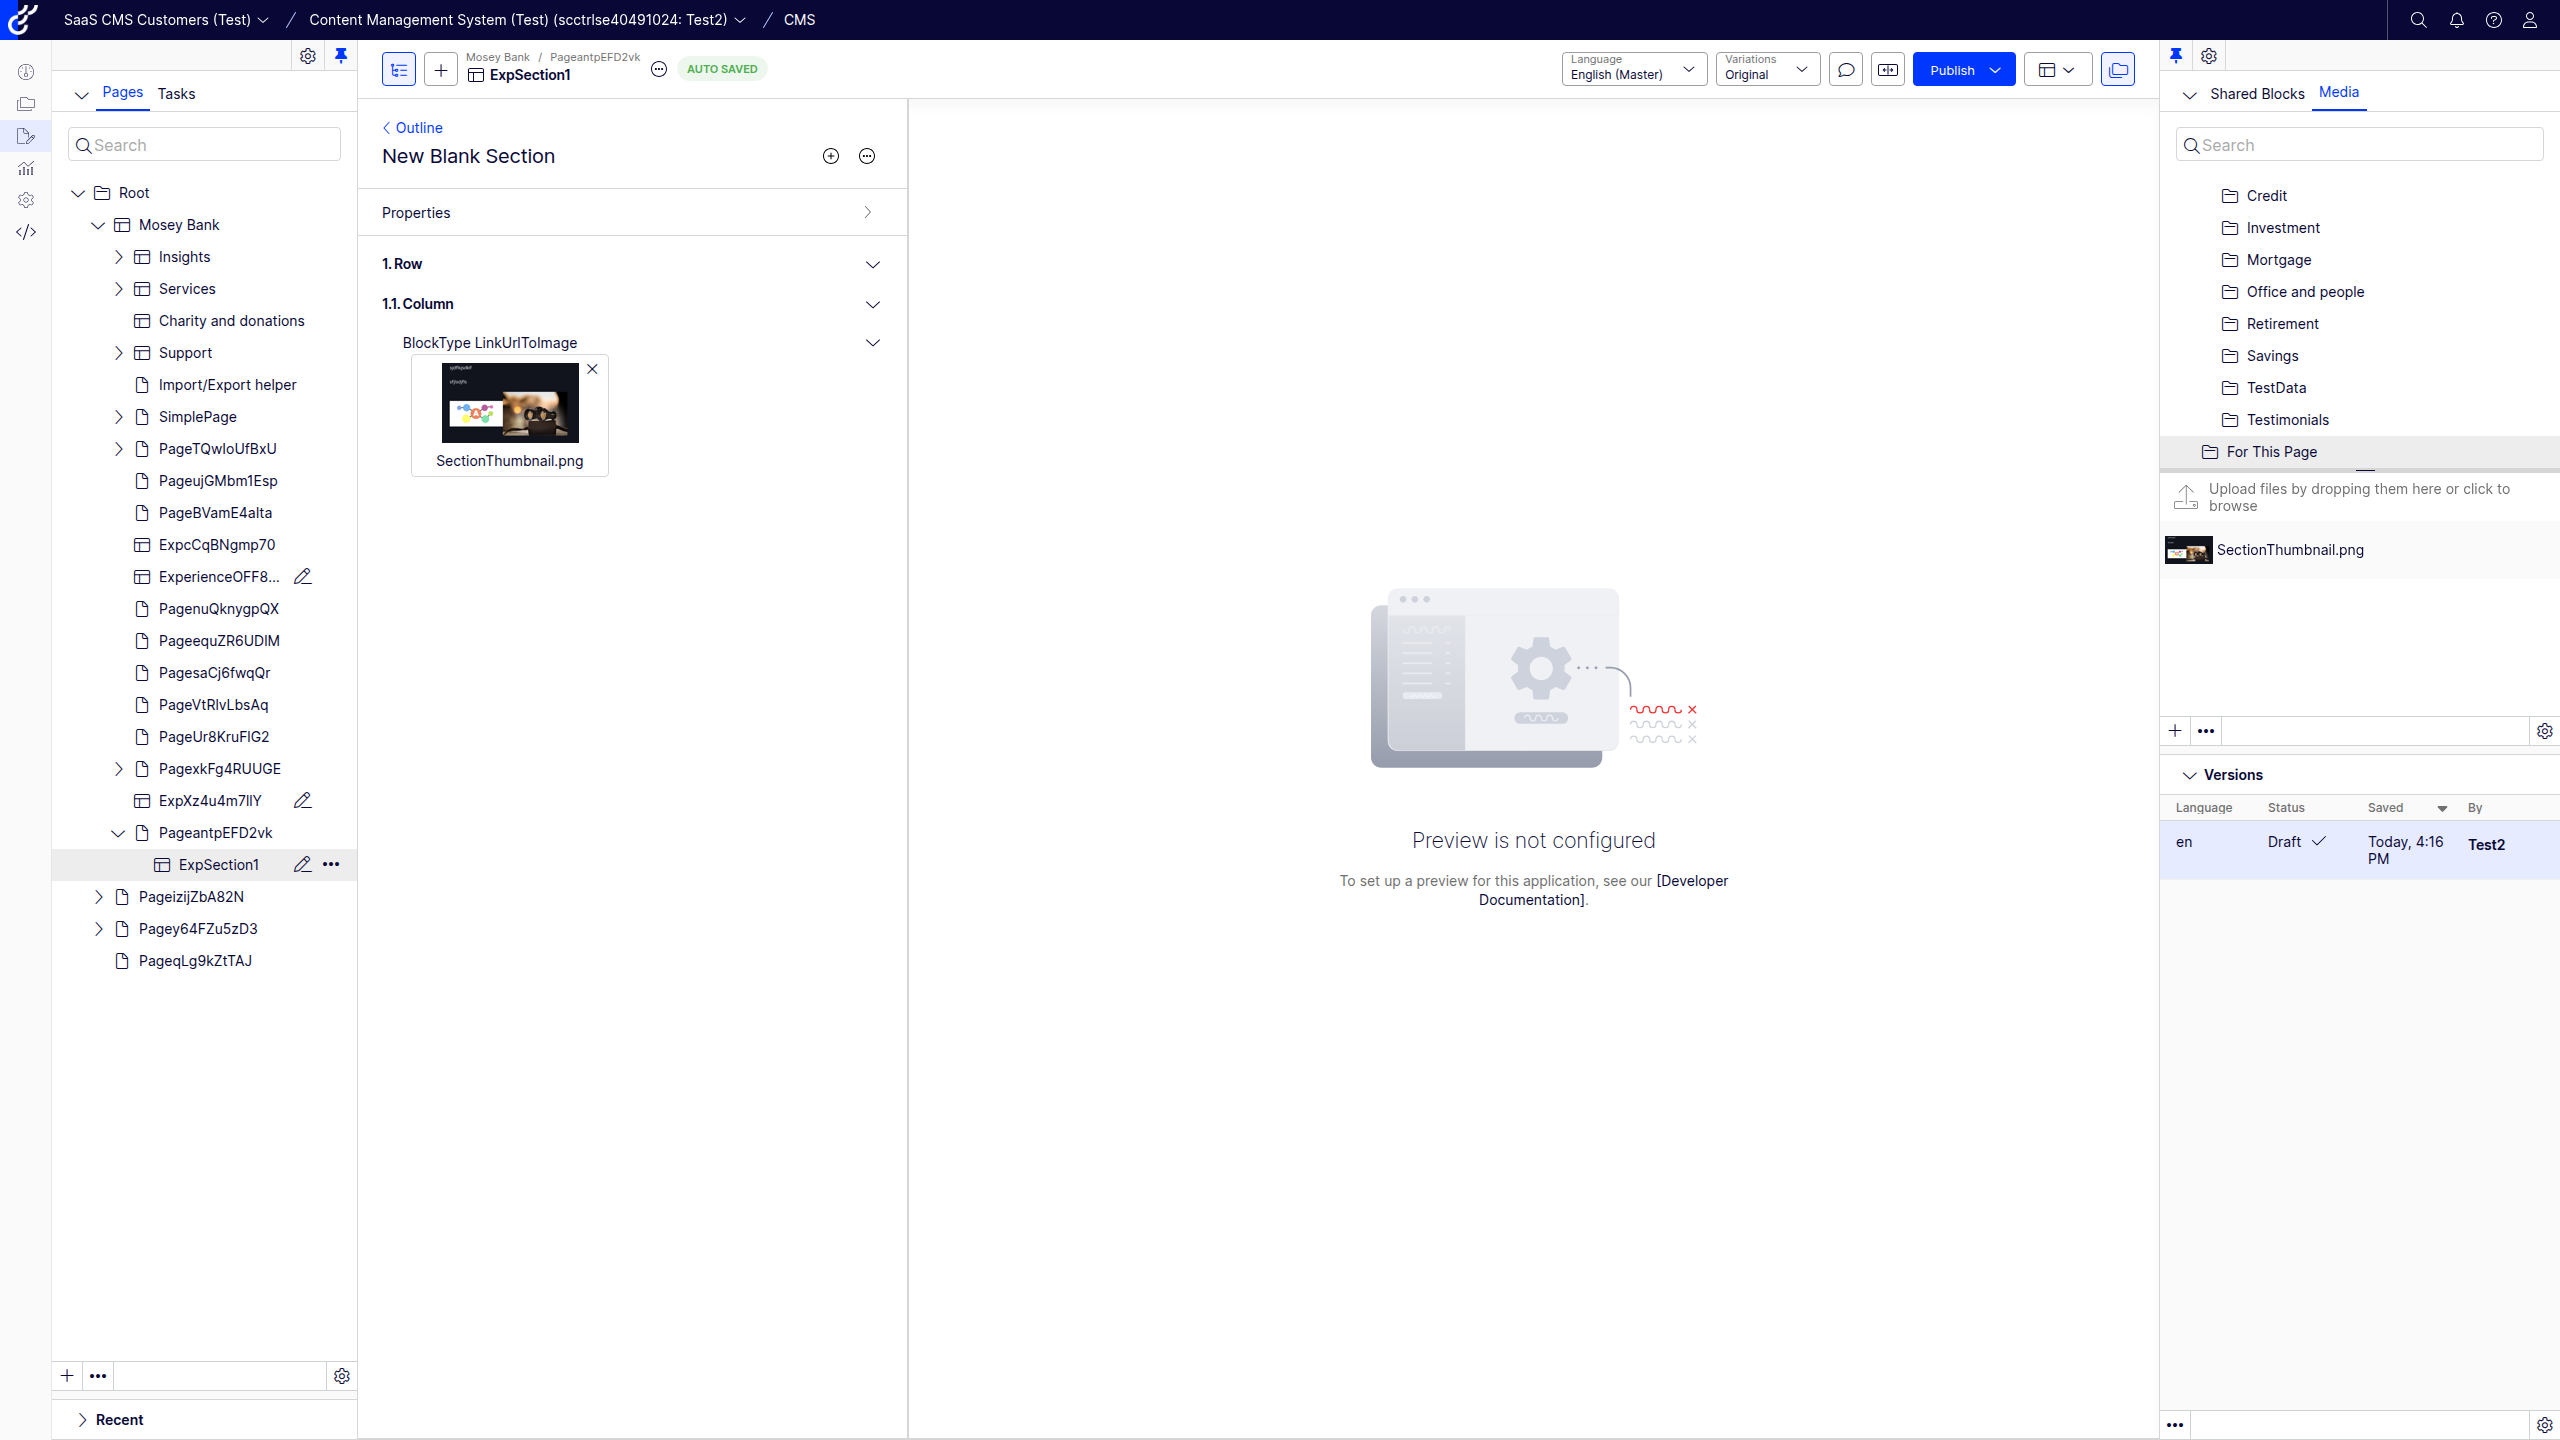 SaaS CMS Customers (Test)
Content Management System (Test) (scctrlse40491024: Test2)
CMS
Pages
Tasks
Search
Root
Mosey Bank
Insights
Services
Charity and donations
Support
Import/Export helper
SimplePage
PageTQwIoUfBxU
PageujGMbm1Esp
PageBVamE4aIta
ExpcCqBNgmp70
ExperienceOFF8...
PagenuQknygpQX
PageequZR6UDIM
PagesaCj6fwqQr
PageVtRIvLbsAq
PageUr8KruFIG2
PagexkFg4RUUGE
ExpXz4u4m7lIY
PageantpEFD2vk
ExpSection1
PageizijZbA82N
Pagey64FZu5zD3
PageqLg9kZtTAJ
Recent
Mosey Bank / PageantpEFD2vk
ExpSection1
AUTO SAVED
Language
English (Master)
Variations
Original
Publish
Outline
New Blank Section
Properties
1. Row
1.1. Column
BlockType LinkUrlToImage
SectionThumbnail.png
Preview is not configured
To set up a preview for this application, see our [Developer
Documentation].
Shared Blocks
Media
Search
Credit
Investment
Mortgage
Office and people
Retirement
Savings
TestData
Testimonials
For This Page
Upload files by dropping them here or click to
browse
SectionThumbnail.png
Versions
Language Status Saved By
en Draft Today, 4:16 PM Test2